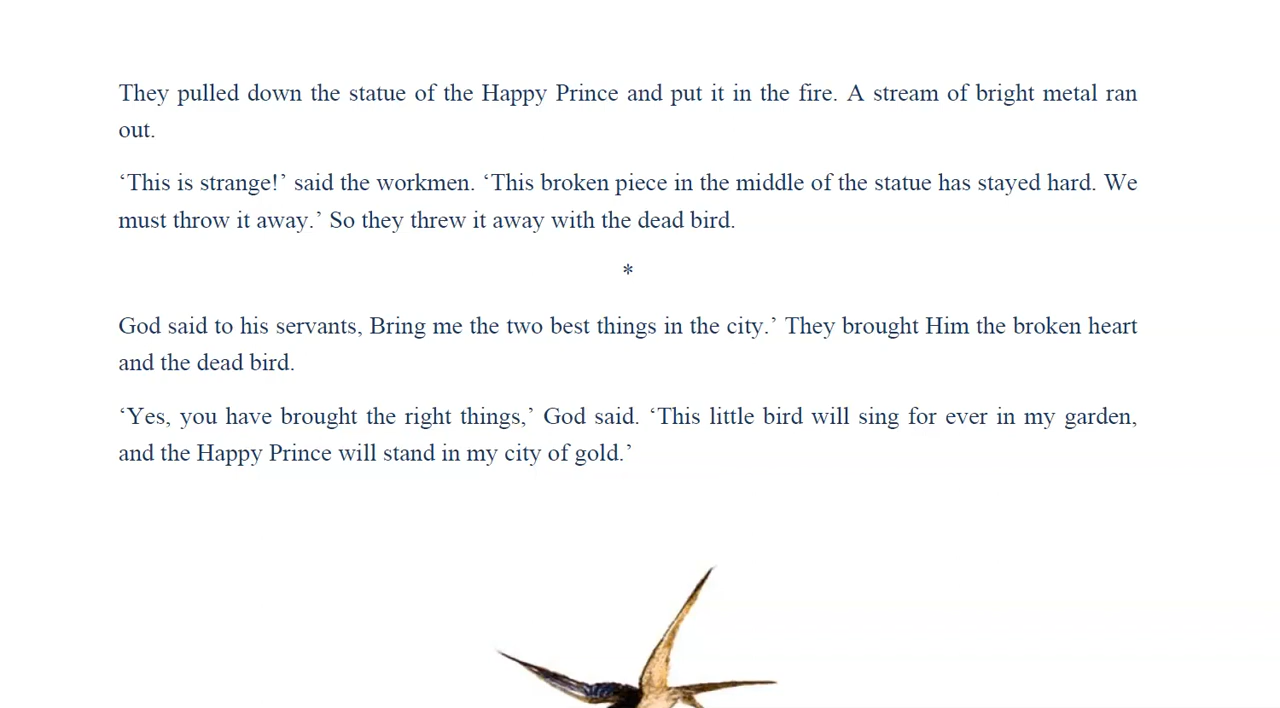 They pulled down the statue of the Happy Prince and put it in the fire. A stream of bright metal ran
out.
‘This is strange!’ said the workmen. ‘This broken piece in the middle of the statue has stayed hard. We
must throw it away.’ So they threw it away with the dead bird.
*
God said to his servants, Bring me the two best things in the city.’ They brought Him the broken heart
and the dead bird.
‘Yes, you have brought the right things,’ God said. ‘This little bird will sing for ever in my garden,
and the Happy Prince will stand in my city of gold.’